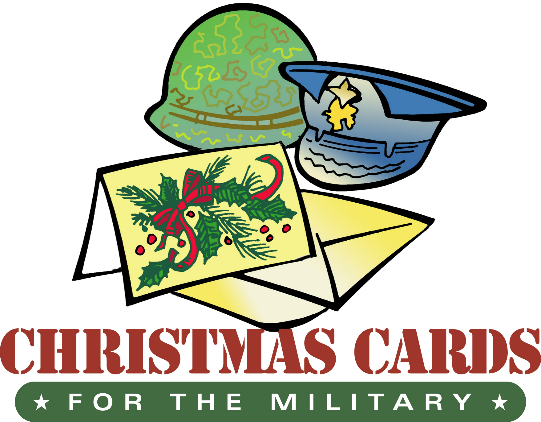 CHRISTMAS CARDS
★ FOR THE MILITARY ★